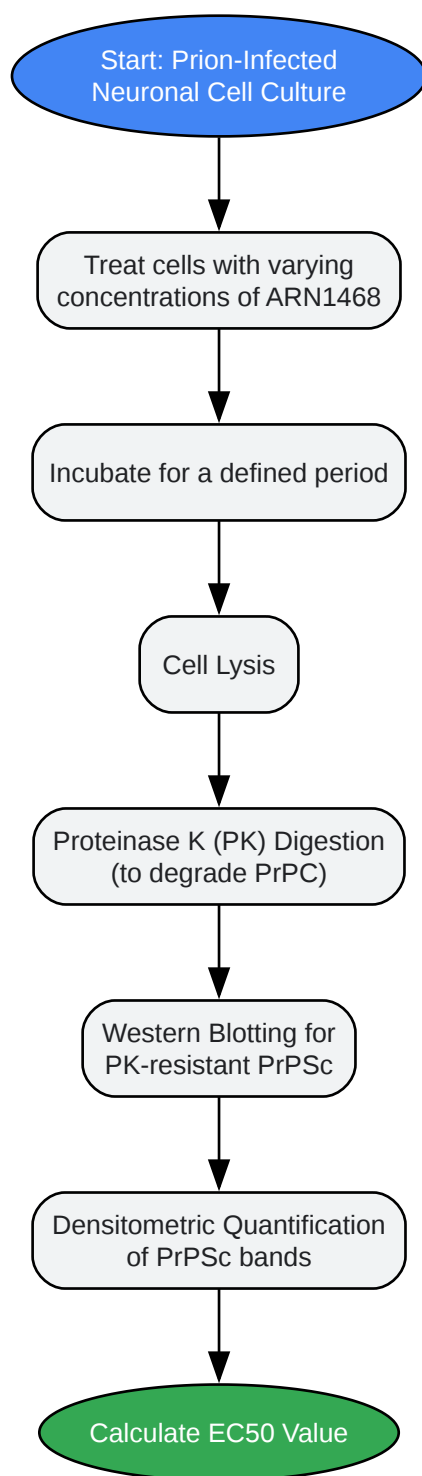 Start: Prion-Infected
Neuronal Cell Culture
Treat cells with varying
concentrations of ARN1468
Incubate for a defined period
Cell Lysis
Proteinase K (PK) Digestion
(to degrade PrPC)
Western Blotting for
PK-resistant PrPSc
Densitometric Quantification
of PrPSc bands
Calculate EC50 Value